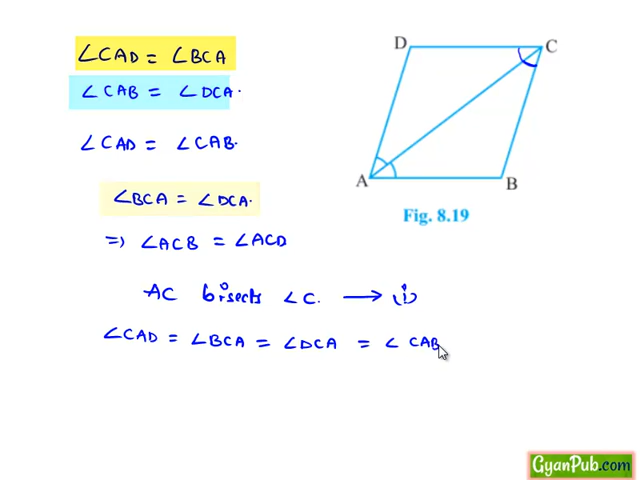 ∠CAD = ∠BCA
∠CAB = ∠DCA.
∠CAD = ∠CAB.
∠BCA = ∠DCA.
⇒ ∠ACB = ∠ACD
AC bisects ∠C. → (i)
∠CAD = ∠BCA = ∠DCA = ∠CAB
D
C
A
B
Fig. 8.19
GyanPub.com